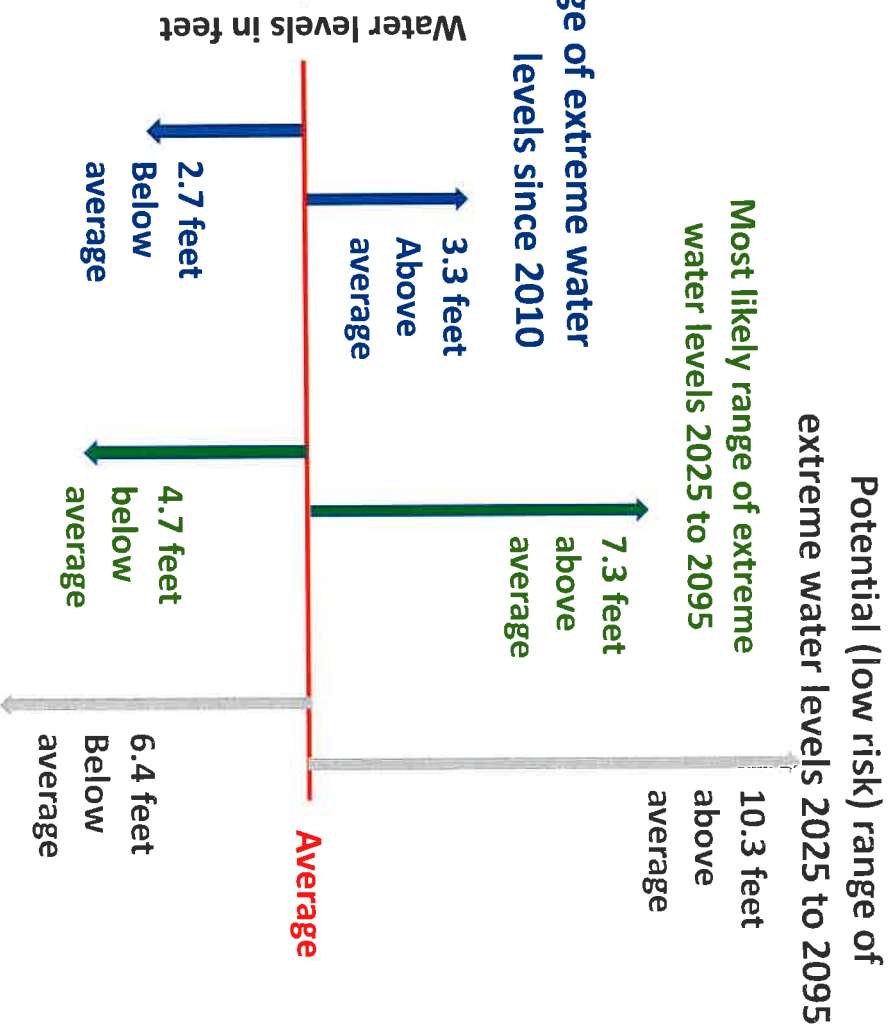 Potential (low risk) range of
extreme water levels 2025 to 2095
Most likely range of extreme
water levels 2025 to 2095
of extreme water
levels since 2010
10.3 feet
above
average
7.3 feet
above
average
3.3 feet
Above
average
Water levels in feet
Average
2.7 feet
Below
average
4.7 feet
below
average
6.4 feet
Below
average